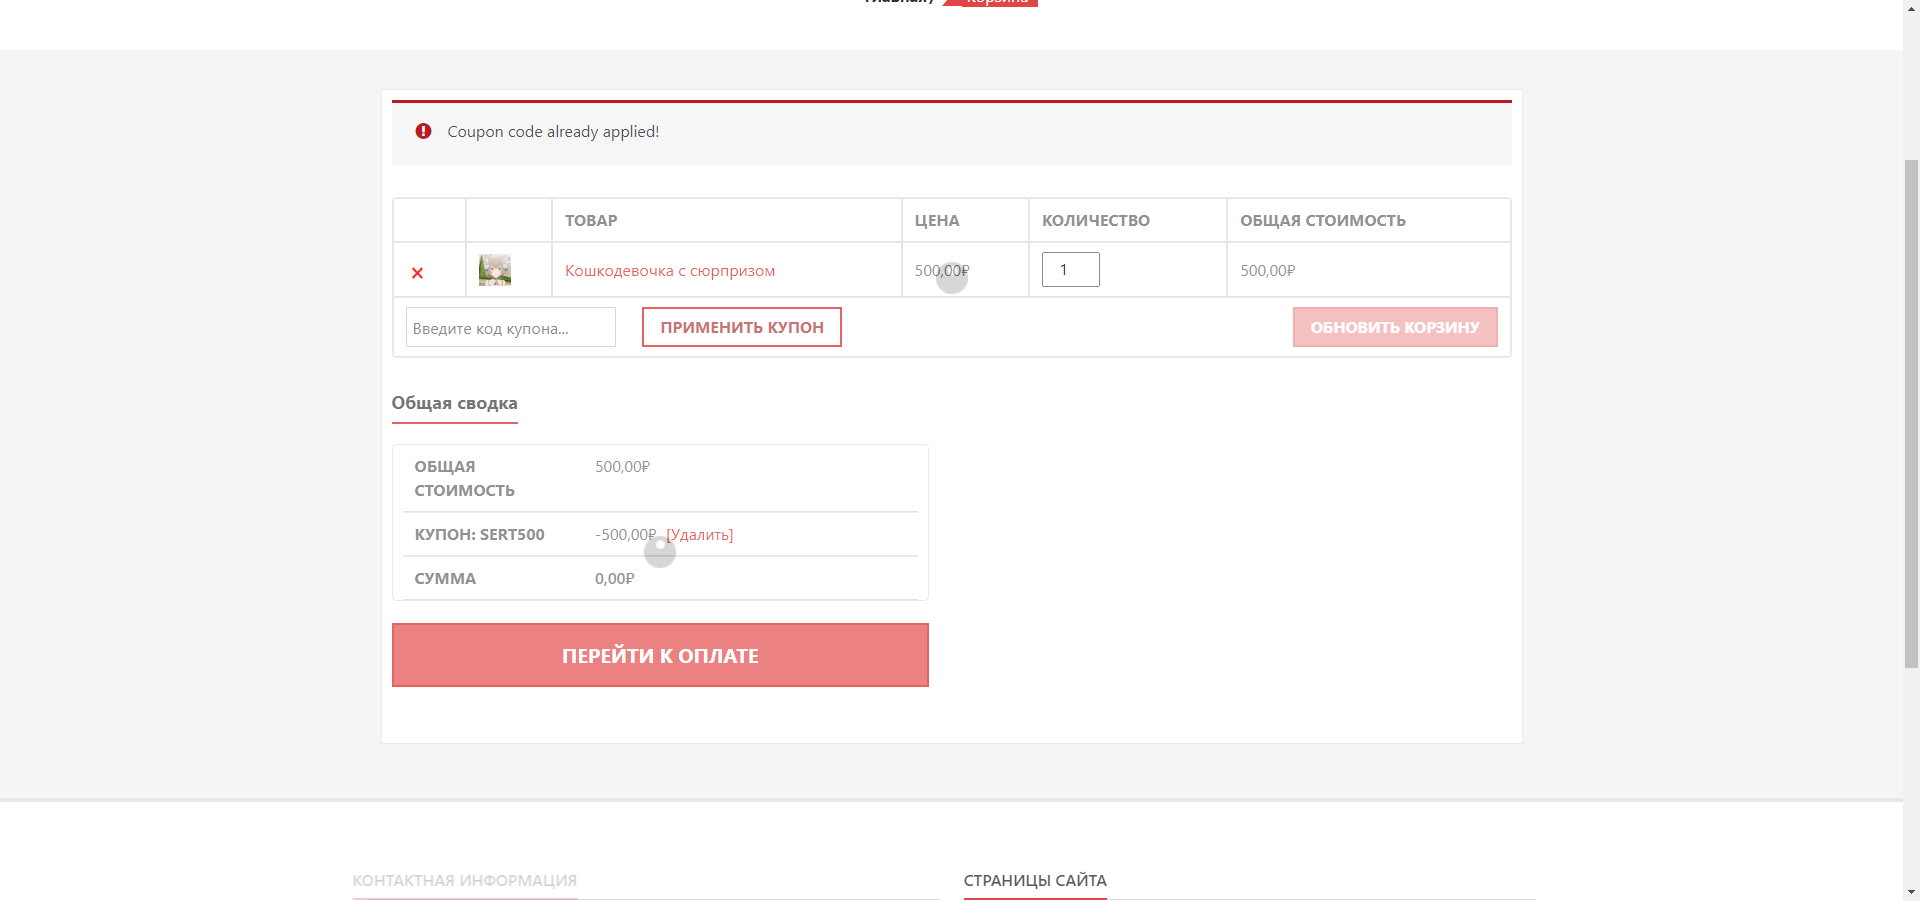 Главная /
Корзина
Coupon code already applied!
ТОВАР ЦЕНА КОЛИЧЕСТВО ОБЩАЯ СТОИМОСТЬ
× Кошкодевочка с сюрпризом 500,00₽ 1 500,00₽
Введите код купона... ПРИМЕНИТЬ КУПОН ОБНОВИТЬ КОРЗИНУ
Общая сводка
ОБЩАЯ СТОИМОСТЬ 500,00₽
КУПОН: SERT500 -500,00₽ [Удалить]
СУММА 0,00₽
ПЕРЕЙТИ К ОПЛАТЕ
КОНТАКТНАЯ ИНФОРМАЦИЯ СТРАНИЦЫ САЙТА